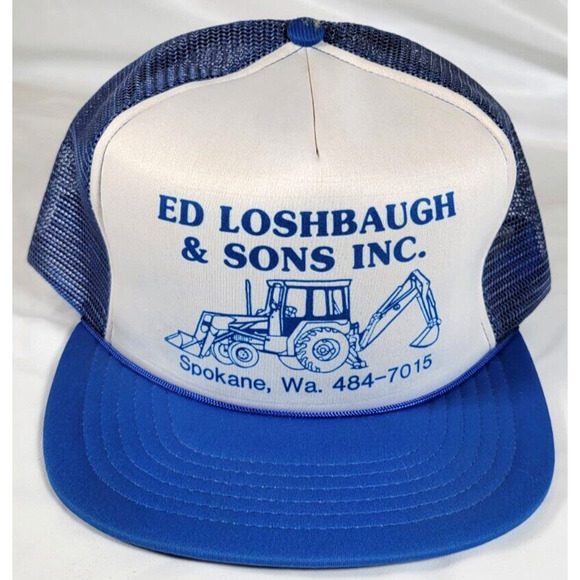 ED LOSHBAUGH
& SONS INC.
Spokane, Wa. 484-7015